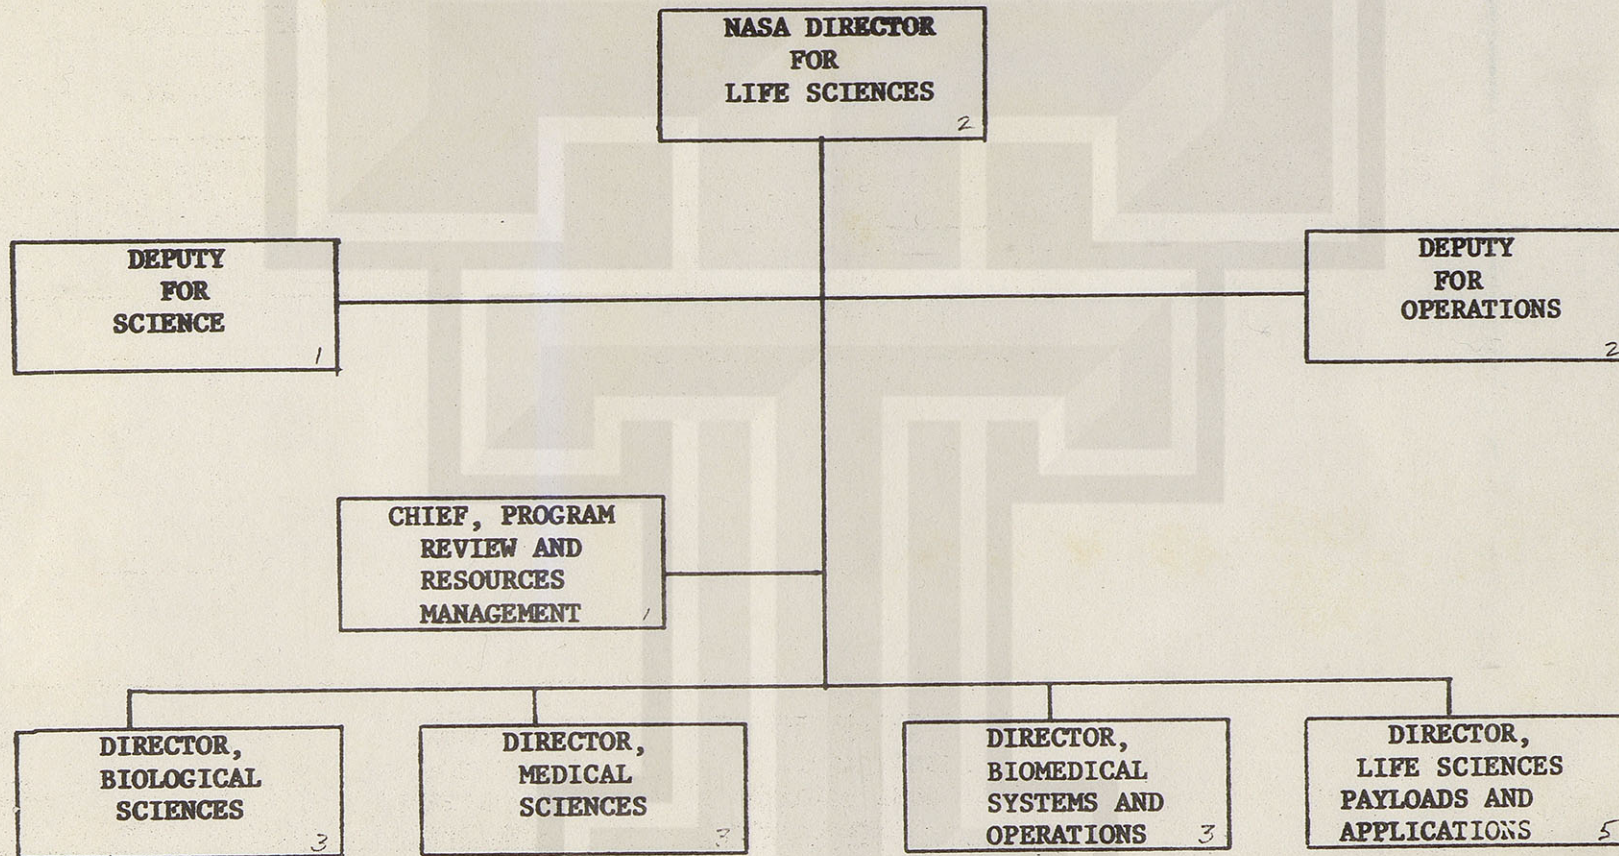 NASA DIRECTOR
FOR
LIFE SCIENCES
2
DEPUTY
FOR
SCIENCE
1
DEPUTY
FOR
OPERATIONS
2
CHIEF, PROGRAM
REVIEW AND
RESOURCES
MANAGEMENT
1
DIRECTOR,
BIOLOGICAL
SCIENCES
3
DIRECTOR,
MEDICAL
SCIENCES
3
DIRECTOR,
BIOMEDICAL
SYSTEMS AND
OPERATIONS 3
DIRECTOR,
LIFE SCIENCES
PAYLOADS AND
APPLICATIONS 5